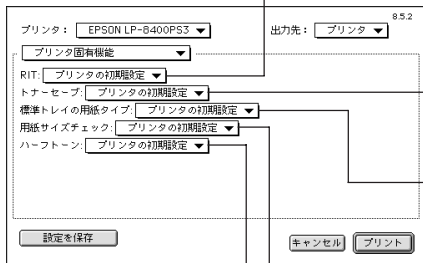 8.5.2
プリンタ： EPSON LP-8400PS3 出力先： プリンタ
プリンタ固有機能
RIT: プリンタの初期設定
トナーセーブ: プリンタの初期設定
標準トレイの用紙タイプ: プリンタの初期設定
用紙サイズチェック: プリンタの初期設定
ハーフトーン: プリンタの初期設定
設定を保存 キャンセル プリント